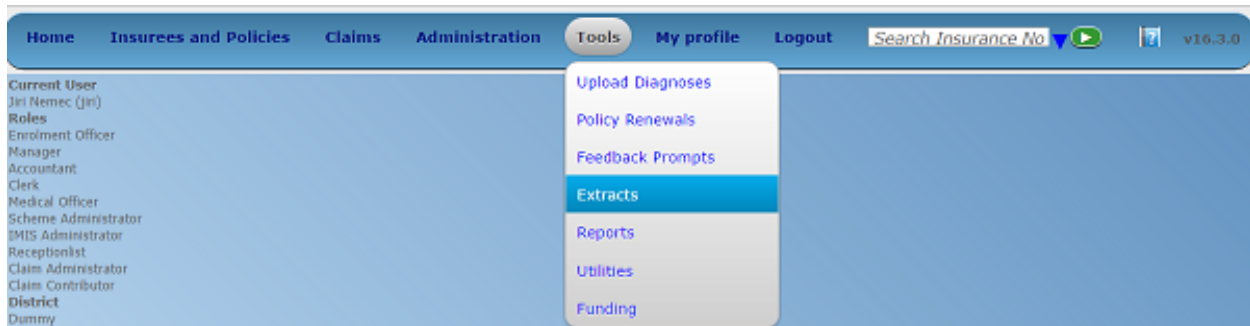 Home Insurees and Policies Claims Administration Tools My profile Logout Search Insurance No v16.3.0
Current User
Jiri Nemec (jiri)
Roles
Enrolment Officer
Manager
Accountant
Clerk
Medical Officer
Scheme Administrator
IMIS Administrator
Receptionlist
Claim Administrator
Claim Contributor
District
Dummy
Upload Diagnoses
Policy Renewals
Feedback Prompts
Extracts
Reports
Utilities
Funding